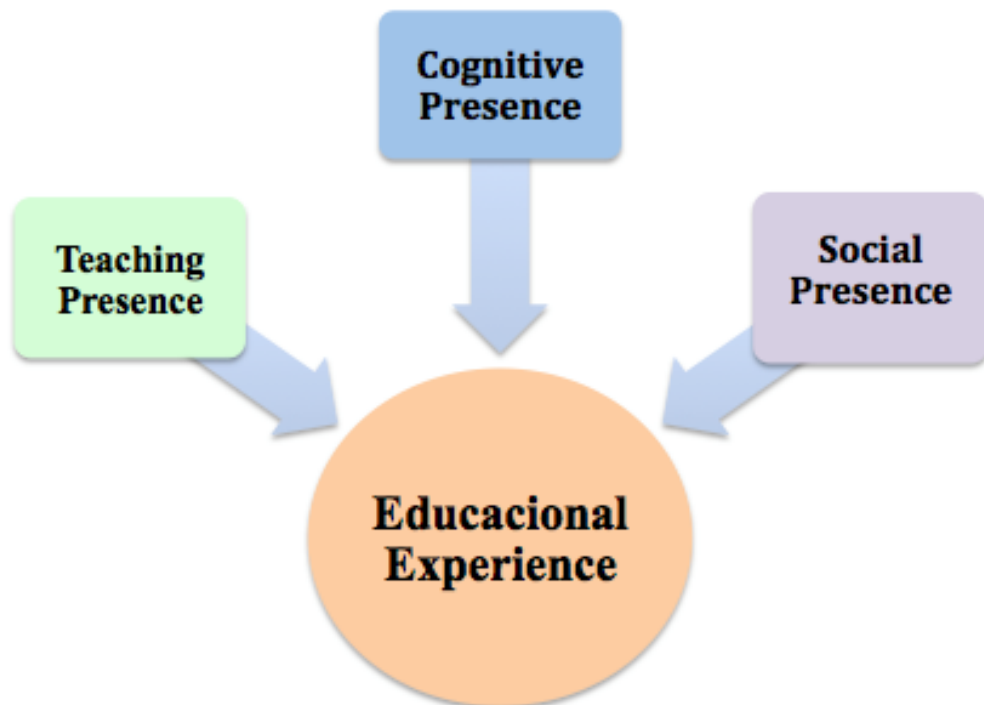 Cognitive
Presence
Teaching
Presence
Social
Presence
Educacional
Experience